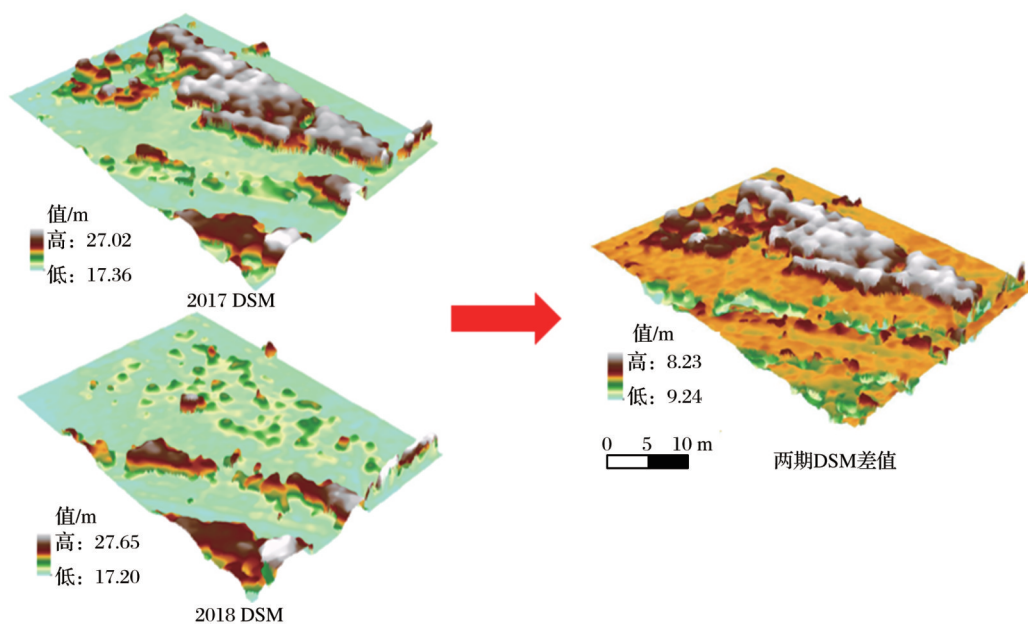 值/m
高：27.02
低：17.36
2017 DSM
值/m
高：27.65
低：17.20
2018 DSM
值/m
高：8.23
低：9.24
0 5 10 m
两期DSM差值